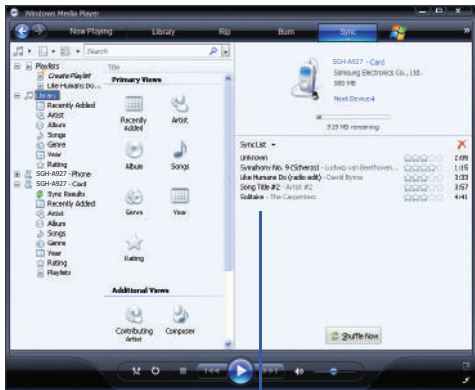 Windows Media Player
Now Playing
Library
Rip
Burn
Sync
Search
Playlists
Create Playlist
Like Humans Do...
Library
Recently Added
Artist
Album
Songs
Genre
Year
Rating
SGH-A927 - Phone
SGH-A927 - Card
Sync Results
Recently Added
Artist
Album
Songs
Genre
Year
Rating
Playlists
Title
Primary Views
Recently Added
Artist
Album
Songs
Genre
Year
Rating
Additional Views
Contributing Artist
Composer
SGH-A927 - Card
Samsung Electronics Co., Ltd.
Next Device
929 MB remaining
Sync List
Unknown 2:09
Symphony No. 9 (Scherzo) - Ludwig van Beethoven... 1:15
Like Humans Do (radio edit) - David Byrne 3:33
Song Title #2 - Artist #2 3:57
Solitaire - The Carpenters 4:41
Shuffle Now